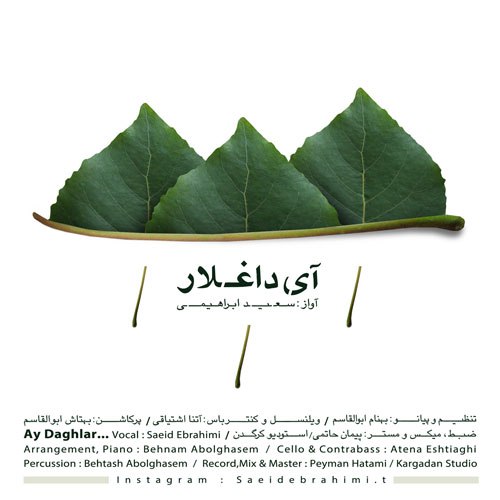 آی داغلار
آواز : سعید ابراهیمی
تنظیم و پیانو : بهنام ابوالقاسم / ویلنسل و کنترباس : آتنا اشتیاقی / پرکاشن : بهتاش ابوالقاسم
Ay Daghlar... Vocal : Saeid Ebrahimi / ضبط، میکس و مستر : پیمان حاتمی/استودیو کرگدن
Arrangement, Piano : Behnam Abolghasem / Cello & Contrabass : Atena Eshtiaghi
Percussion : Behtash Abolghasem / Record,Mix & Master : Peyman Hatami / Kargadan Studio
Instagram : Saeidebrahimi.t